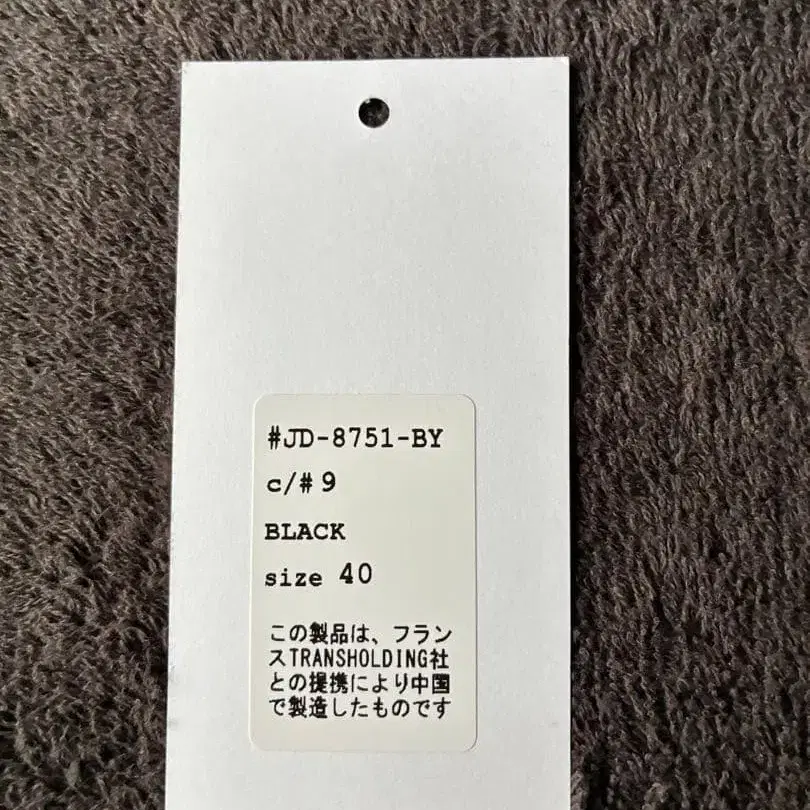 #JD-8751-BY
c/# 9
BLACK
size 40
この製品は、フラン
スTRANSHOLDING社
との提携により中国
で製造したものです